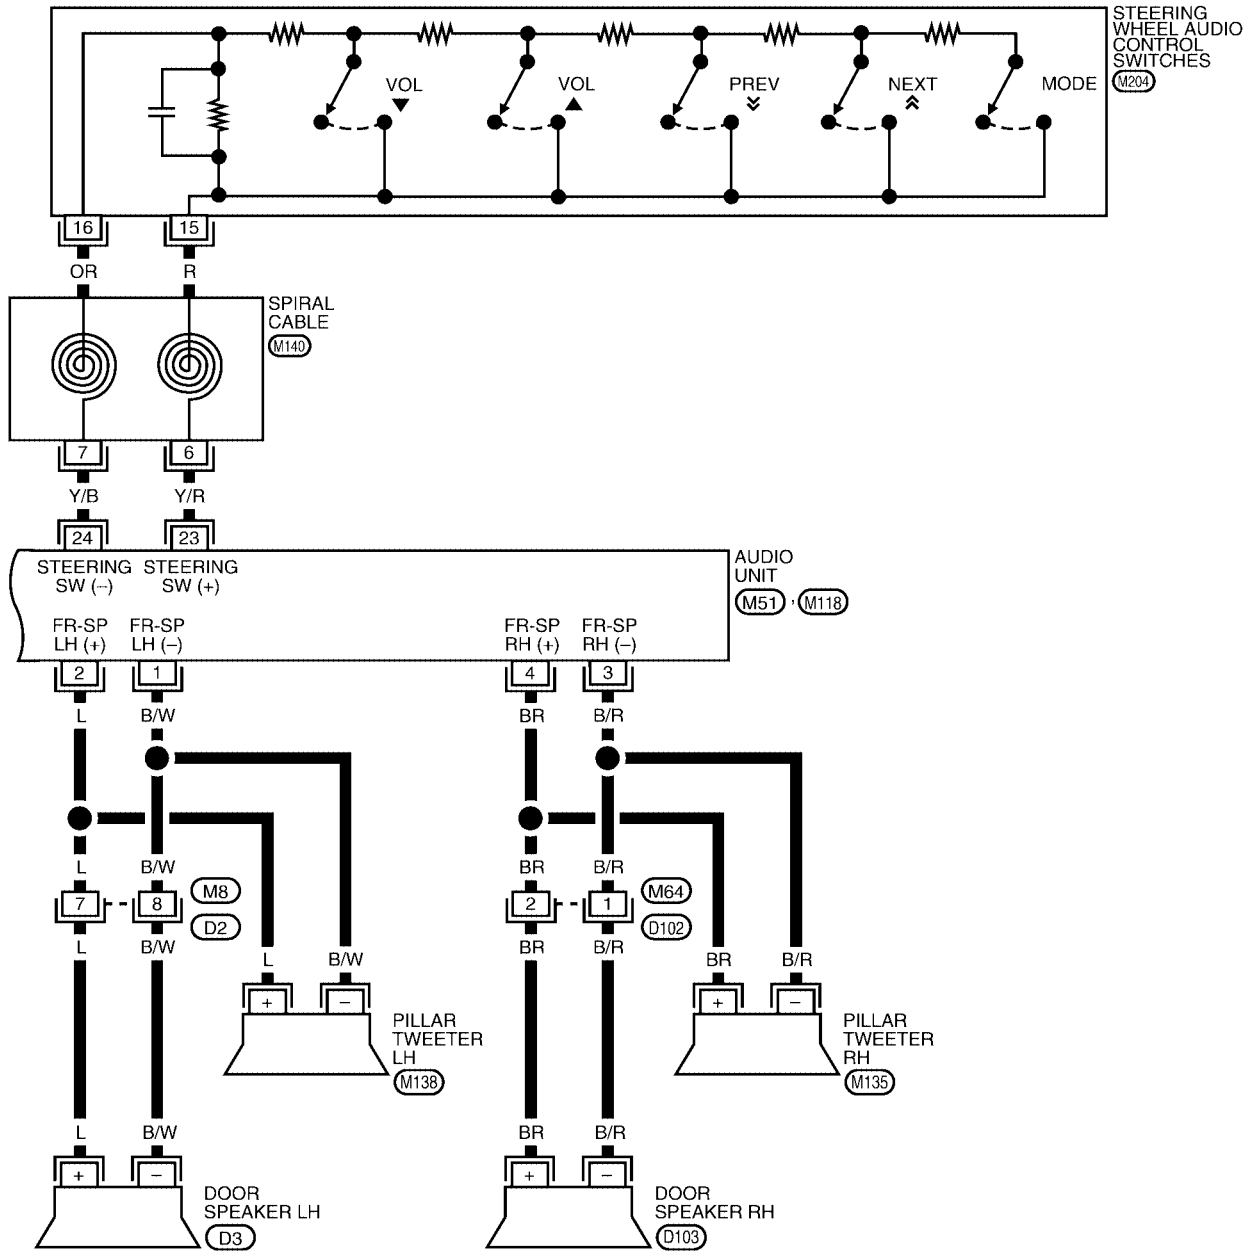 STEERING
WHEEL AUDIO
CONTROL
SWITCHES
M204
VOL
VOL
PREV
NEXT
MODE
16
15
OR
R
SPIRAL
CABLE
M140
7
6
Y/B
Y/R
24
23
STEERING
SW (–)
STEERING
SW (+)
AUDIO
UNIT
M51 , M118
FR-SP
LH (+)
FR-SP
LH (–)
FR-SP
RH (+)
FR-SP
RH (–)
2
1
4
3
L
B/W
BR
B/R
L
B/W
BR
B/R
7
8
M8
D2
2
1
M64
D102
L
B/W
BR
B/R
L
B/W
BR
B/R
+
–
+
–
PILLAR
TWEETER
LH
M138
PILLAR
TWEETER
RH
M135
L
B/W
BR
B/R
+
–
+
–
DOOR
SPEAKER LH
D3
DOOR
SPEAKER RH
D103